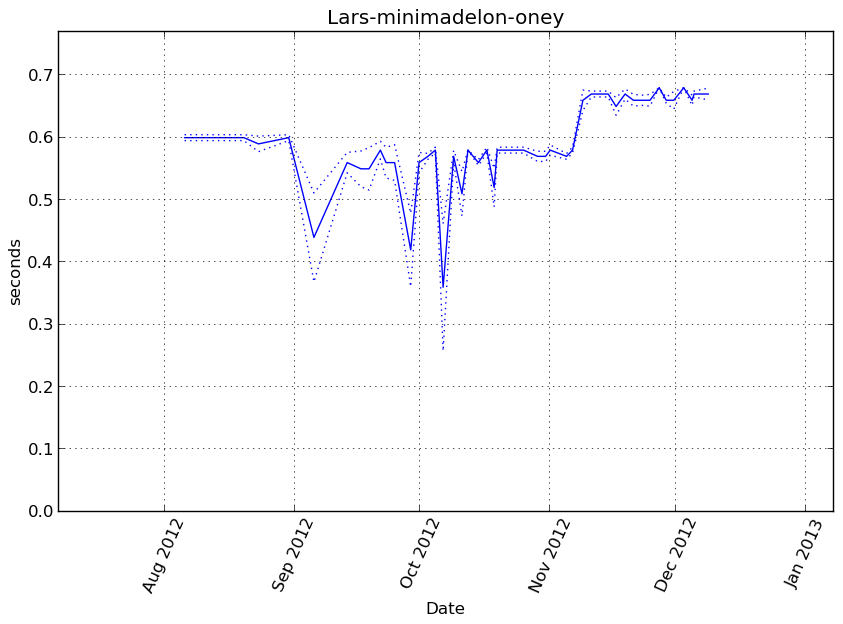 Lars-minimadelon-oney
0.7
0.6
0.5
0.4
0.3
0.2
0.1
0.0
seconds
Aug 2012
Sep 2012
Oct 2012
Nov 2012
Dec 2012
Jan 2013
Date